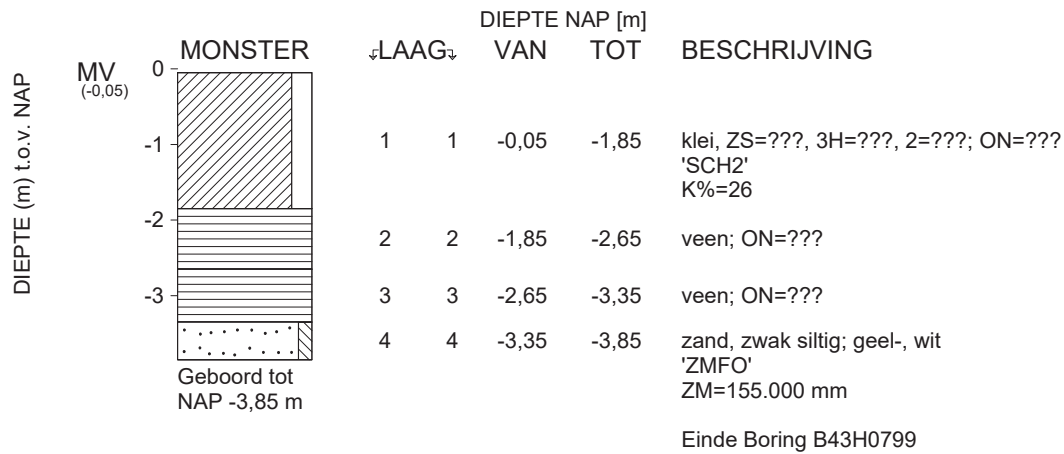 DIEPTE NAP [m]
MONSTER LAAG VAN TOT BESCHRIJVING
DIEPTE (m) t.o.v. NAP
MV 0
(-0,05)
-1
-2
-3
1 1 -0,05 -1,85 klei, ZS=???, 3H=???, 2=???; ON=???
'SCH2'
K%=26
2 2 -1,85 -2,65 veen; ON=???
3 3 -2,65 -3,35 veen; ON=???
4 4 -3,35 -3,85 zand, zwak siltig; geel-, wit
'ZMFO'
ZM=155.000 mm
Geboord tot
NAP -3,85 m
Einde Boring B43H0799